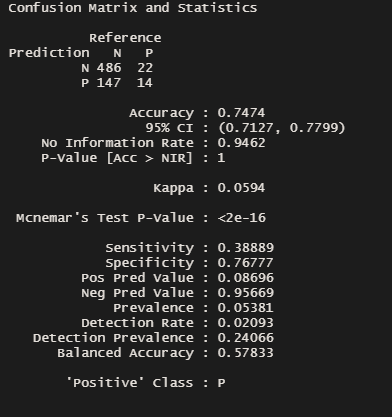 Confusion Matrix and Statistics
Reference
Prediction N P
N 486 22
P 147 14
Accuracy : 0.7474
95% CI : (0.7127, 0.7799)
No Information Rate : 0.9462
P-Value [Acc > NIR] : 1
Kappa : 0.0594
Mcnemar's Test P-Value : <2e-16
Sensitivity : 0.38889
Specificity : 0.76777
Pos Pred Value : 0.08696
Neg Pred Value : 0.95669
Prevalence : 0.05381
Detection Rate : 0.02093
Detection Prevalence : 0.24066
Balanced Accuracy : 0.57833
'Positive' Class : P